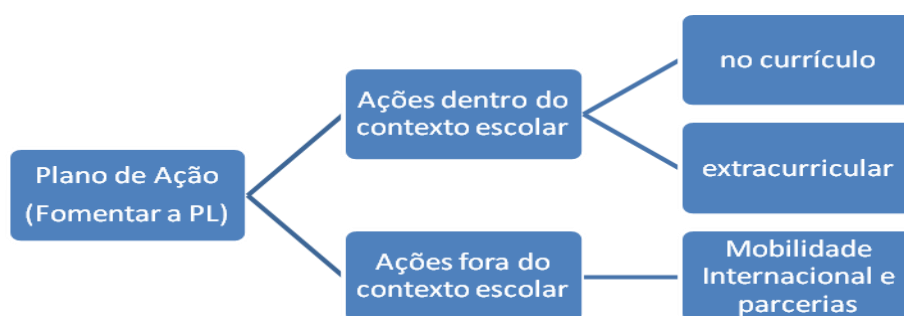 Plano de Ação
(Fomentar a PL)
Ações dentro do
contexto escolar
no currículo
extracurricular
Ações fora do
contexto escolar
Mobilidade
Internacional e
parcerias